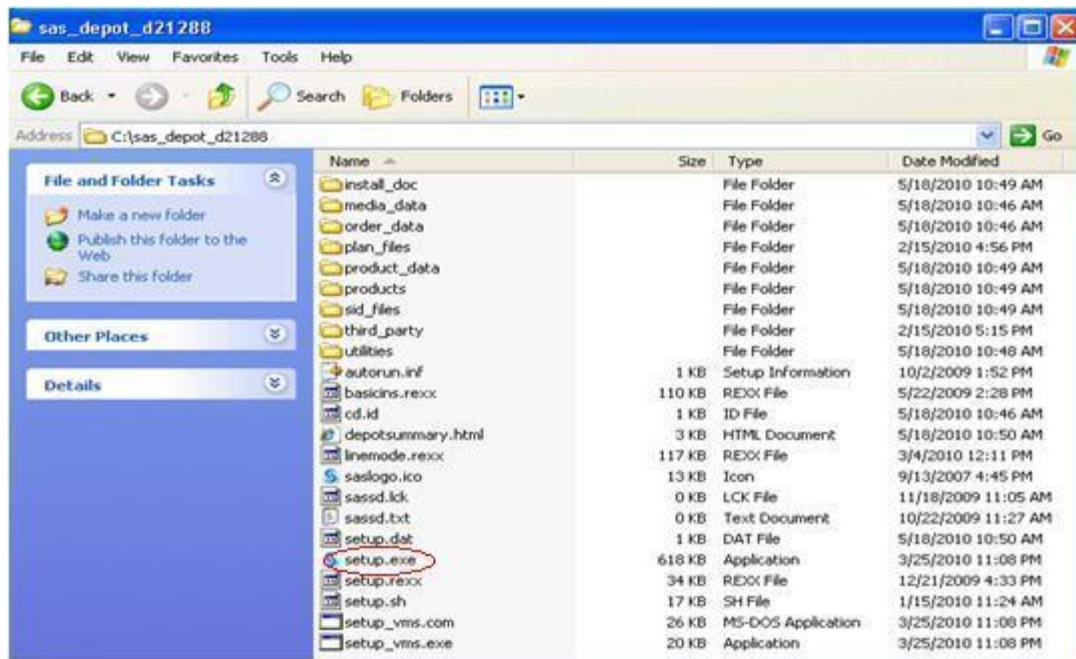 sas_depot_d21288
File Edit View Favorites Tools Help
Back Search Folders
Address C:\sas_depot_d21288 Go
File and Folder Tasks
Make a new folder
Publish this folder to the Web
Share this folder
Other Places
Details
Name Size Type Date Modified
install_doc File Folder 5/18/2010 10:49 AM
media_data File Folder 5/18/2010 10:46 AM
order_data File Folder 5/18/2010 10:46 AM
plan_files File Folder 2/15/2010 4:56 PM
product_data File Folder 5/18/2010 10:49 AM
products File Folder 5/18/2010 10:49 AM
sid_files File Folder 5/18/2010 10:49 AM
third_party File Folder 2/15/2010 5:15 PM
utilities File Folder 5/18/2010 10:48 AM
autorun.inf 1 KB Setup Information 10/2/2009 1:52 PM
basicins.rexx 110 KB REXX File 5/22/2009 2:28 PM
cd.id 1 KB ID File 5/18/2010 10:46 AM
depotsummary.html 3 KB HTML Document 5/18/2010 10:50 AM
linemode.rexx 117 KB REXX File 3/4/2010 12:11 PM
saslogo.ico 13 KB Icon 9/13/2007 4:45 PM
sassd.lck 0 KB LCK File 11/18/2009 11:05 AM
sassd.txt 0 KB Text Document 10/22/2009 11:27 AM
setup.dat 1 KB DAT File 5/18/2010 10:50 AM
setup.exe 618 KB Application 3/25/2010 11:08 PM
setup.rexx 34 KB REXX File 12/21/2009 4:33 PM
setup.sh 17 KB SH File 1/15/2010 11:24 AM
setup_vms.com 26 KB MS-DOS Application 3/25/2010 11:08 PM
setup_vms.exe 20 KB Application 3/25/2010 11:08 PM